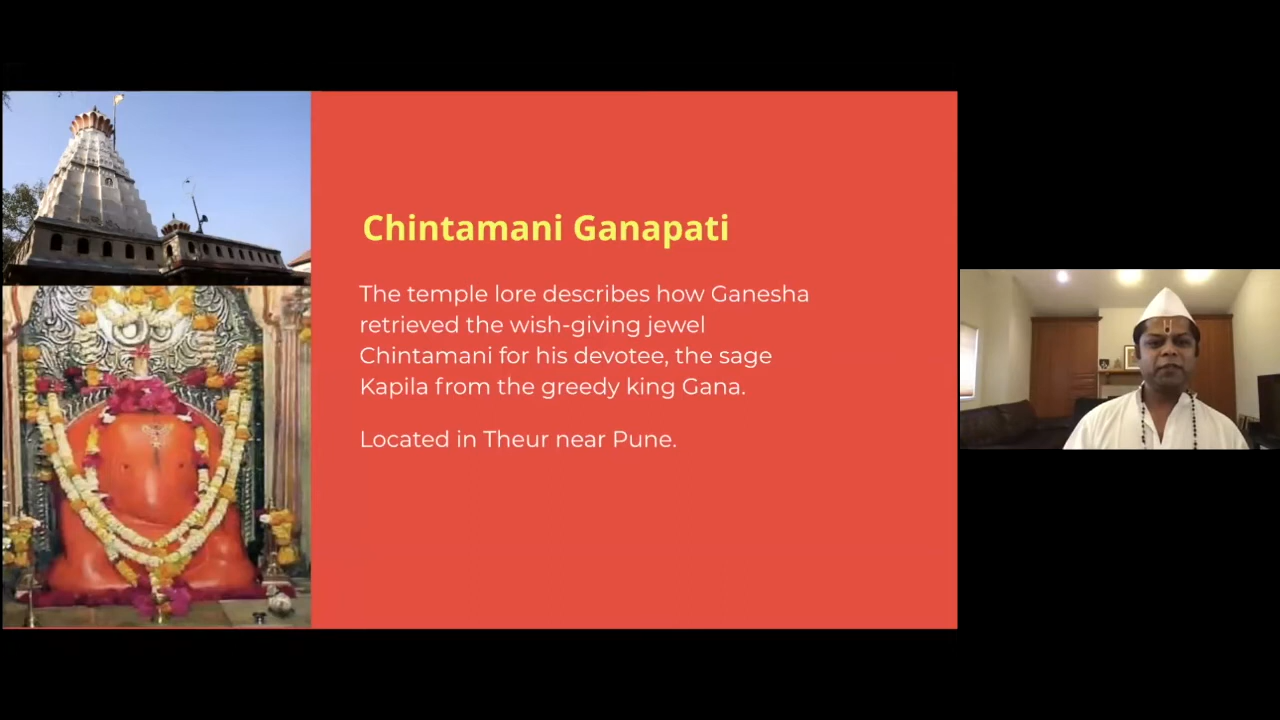 Chintamani Ganapati
The temple lore describes how Ganesha
retrieved the wish-giving jewel
Chintamani for his devotee, the sage
Kapila from the greedy king Gana.
Located in Theur near Pune.